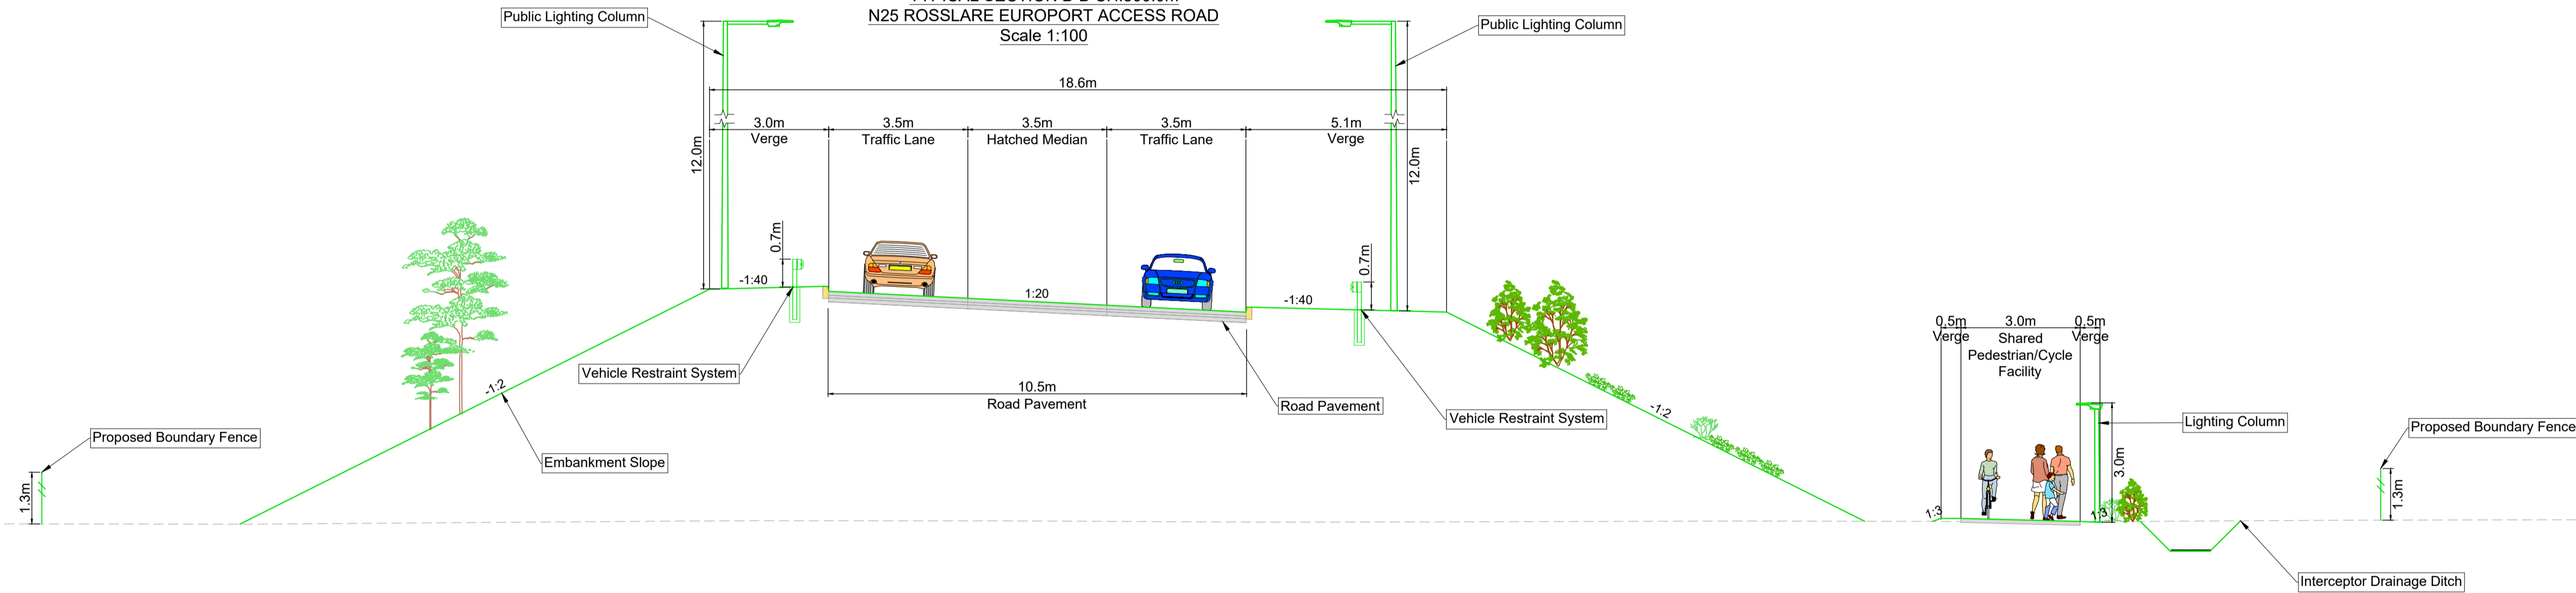 N25 ROSSLARE EUROPORT ACCESS ROAD
Scale 1:100
Public Lighting Column
Public Lighting Column
18.6m
3.0m
Verge
3.5m
Traffic Lane
3.5m
Hatched Median
3.5m
Traffic Lane
5.1m
Verge
12.0m
12.0m
0.7m
0.7m
-1:40
1:20
-1:40
Vehicle Restraint System
10.5m
Road Pavement
Road Pavement
Vehicle Restraint System
-1:2
-1:2
Embankment Slope
Proposed Boundary Fence
1.3m
0.5m
Verge
3.0m
Shared
Pedestrian/Cycle
Facility
0.5m
Verge
Lighting Column
3.0m
Proposed Boundary Fence
1.3m
1:3
1:3
Interceptor Drainage Ditch